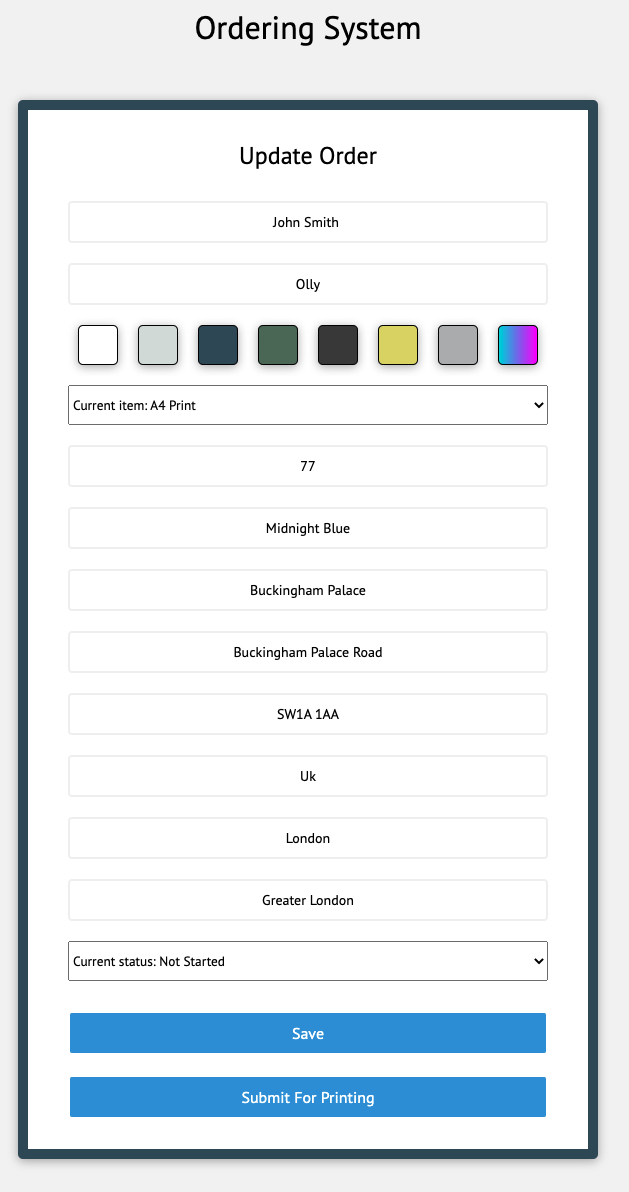 Ordering System
Update Order
John Smith
Olly
Current item: A4 Print
77
Midnight Blue
Buckingham Palace
Buckingham Palace Road
SW1A 1AA
Uk
London
Greater London
Current status: Not Started
Save
Submit For Printing